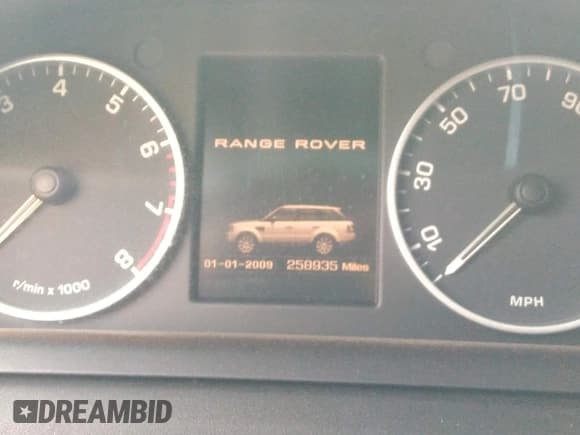 3 4 5 6 7 8
r/min x 1000
RANGE ROVER
01-01-2009 258935 Miles
10 30 50 70 90
MPH
DREAMBID